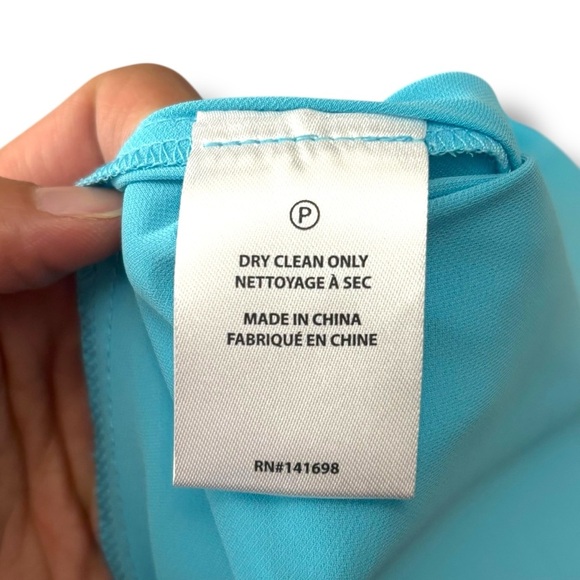 P
DRY CLEAN ONLY
NETTOYAGE À SEC
MADE IN CHINA
FABRIQUÉ EN CHINE
RN#141698